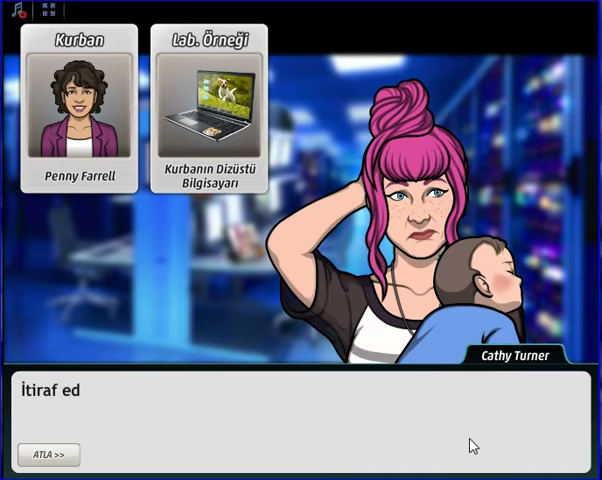 Kurban
Penny Farrell
Lab. Örneği
Kurbanın Dizüstü
Bilgisayarı
Cathy Turner
İtiraf ed
ATLA >>